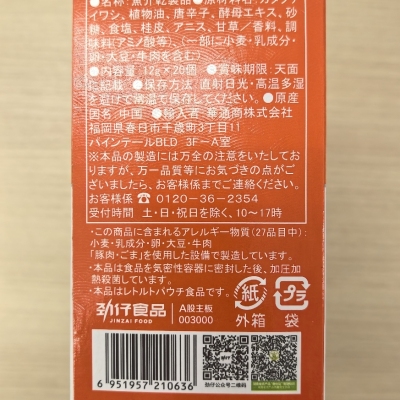 ●名称:魚介乾製品●原材料名:カタクチ
イワシ、植物油、唐辛子、酵母エキス、砂
糖、食塩、桂皮、アニス、甘草/香料、調
味料(アミノ酸等)、(一部に小麦・乳成分・
卵・大豆・牛肉を含む)
●内容量:12g×20個●賞味期限:天面
に記載●保存方法:直射日光・高温多湿
を避けて常温で保存してください。●原産
国:中国●輸入者:華通商株式会社
福岡県春日市千歳町3丁目11
パインテールBLD 3F−A室
※本品の製造には万全の注意をいたしており
ますが、万一品質等にお気づきの点がご
ざいましたら、お客様係までご連絡ください。
お客様係 0120-36-2354
受付時間 土・日・祝日を除く、10〜17時
・この商品に含まれるアレルギー物質(27品目中):
小麦・乳成分・卵・大豆・牛肉
「豚肉・ごま」を使用した設備で製造しています。
・本品は食品を気密性容器に密封した後、加圧加
熱殺菌しています。
・本品はレトルトパウチ食品です。
劲仔食品
JINZAI FOOD
A股主板
003000
紙
プラ
外箱 袋
6 951957 210636
劲仔公众号二维码